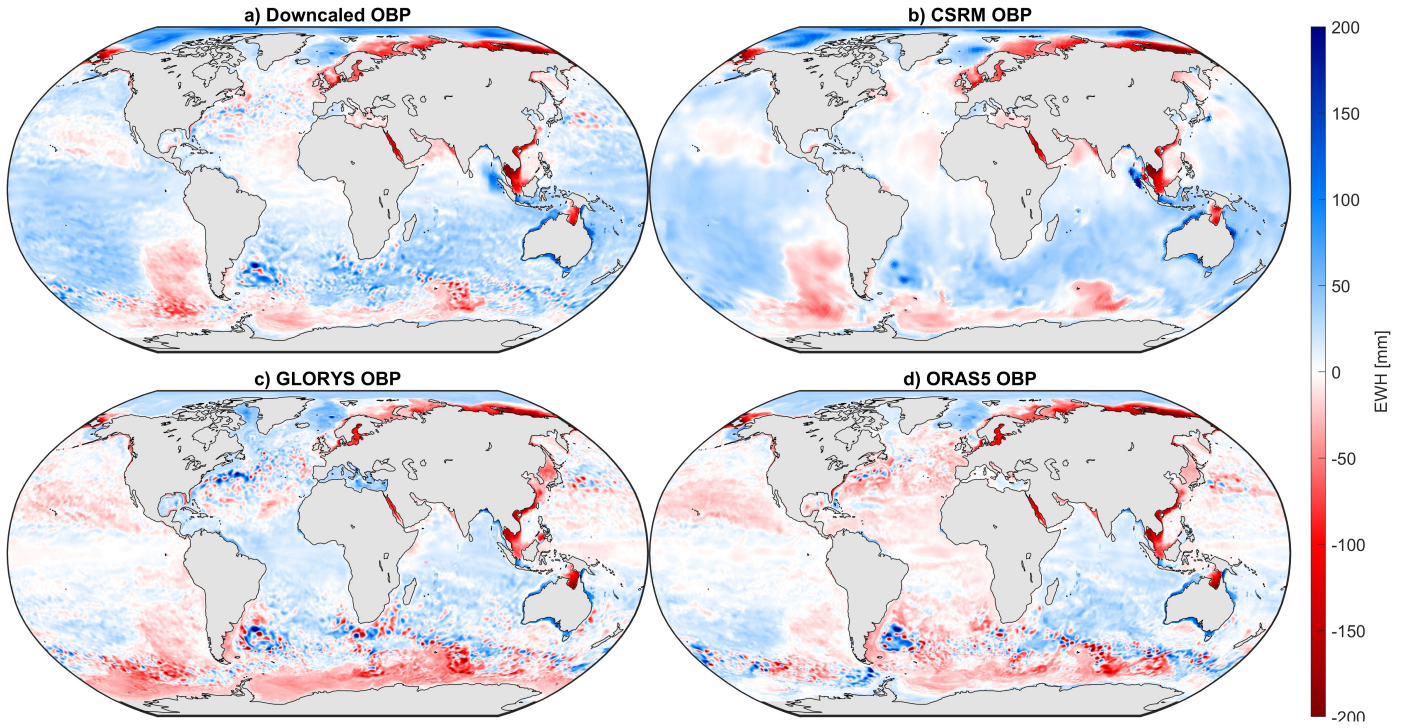 a) Downcaled OBP
b) CSRM OBP
c) GLORYS OBP
d) ORAS5 OBP
200
150
100
50
0
-50
-100
-150
-200
EWH [mm]